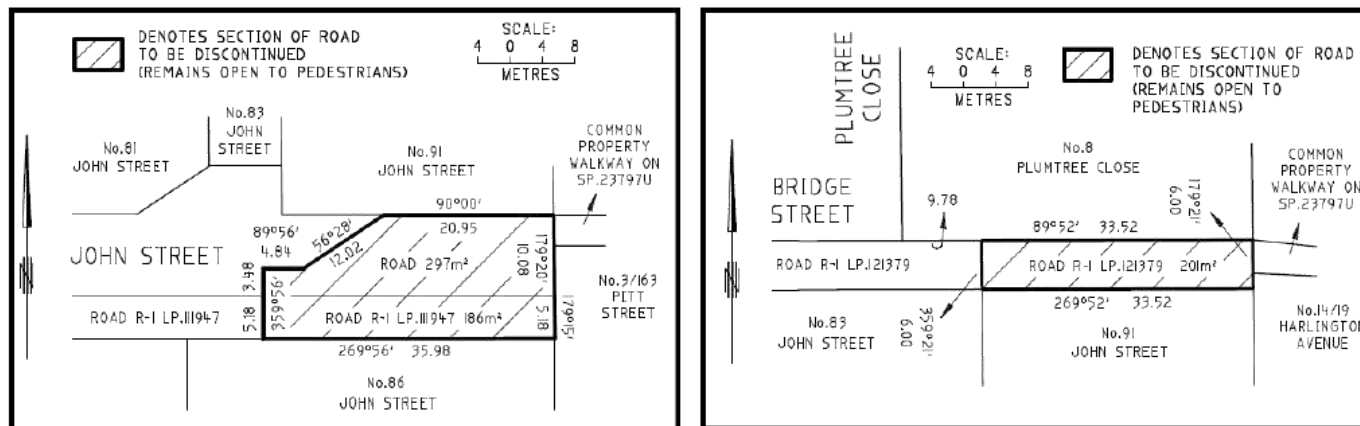 DENOTES SECTION OF ROAD
TO BE DISCONTINUED
(REMAINS OPEN TO PEDESTRIANS)
SCALE:
4 0 4 8
METRES
No.83
JOHN
STREET
No.81
JOHN STREET
No.91
JOHN STREET
COMMON
PROPERTY
WALKWAY ON
SP.23797U
90°00'
20.95
89°56'
4.84
56°28'
12.02
JOHN STREET
ROAD 297m²
179°20'
10.08
3.48
359°56'
5.18
ROAD R-1 LP.111947
ROAD R-1 LP.111947 186m²
5.18
179°15'
No.3/163
PITT
STREET
269°56' 35.98
No.86
JOHN STREET
N
PLUMTREE
CLOSE
SCALE:
4 0 4 8
METRES
DENOTES SECTION OF ROAD
TO BE DISCONTINUED
(REMAINS OPEN TO
PEDESTRIANS)
No.8
PLUMTREE CLOSE
COMMON
PROPERTY
WALKWAY ON
SP.23797U
BRIDGE
STREET
9.78
89°52' 33.52
179°21'
6.00
ROAD R-1 LP.121379
ROAD R-1 LP.121379 201m²
269°52' 33.52
359°21'
6.00
No.83
JOHN STREET
No.91
JOHN STREET
No.14/19
HARLINGTON
AVENUE
N